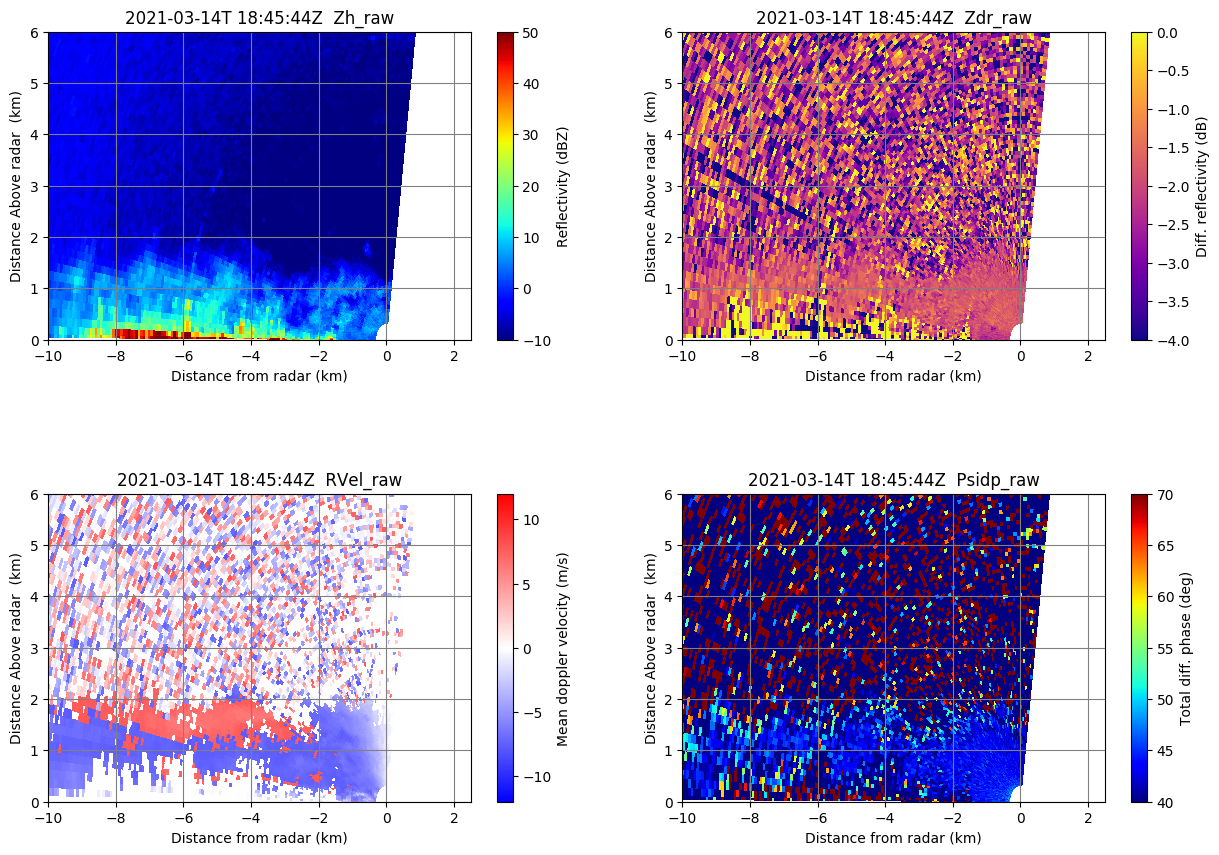 2021-03-14T 18:45:44Z  Zh_raw
6
5
4
3
2
1
0
Distance Above radar  (km)
−10 −8 −6 −4 −2 0 2
Distance from radar (km)
50
40
30
20
10
0
−10
Reflectivity (dBZ)
2021-03-14T 18:45:44Z  Zdr_raw
6
5
4
3
2
1
0
Distance Above radar  (km)
−10 −8 −6 −4 −2 0 2
Distance from radar (km)
0.0
−0.5
−1.0
−1.5
−2.0
−2.5
−3.0
−3.5
−4.0
Diff. reflectivity (dB)
2021-03-14T 18:45:44Z  RVel_raw
6
5
4
3
2
1
0
Distance Above radar  (km)
−10 −8 −6 −4 −2 0 2
Distance from radar (km)
10
5
0
−5
−10
Mean doppler velocity (m/s)
2021-03-14T 18:45:44Z  Psidp_raw
6
5
4
3
2
1
0
Distance Above radar  (km)
−10 −8 −6 −4 −2 0 2
Distance from radar (km)
70
65
60
55
50
45
40
Total diff. phase (deg)